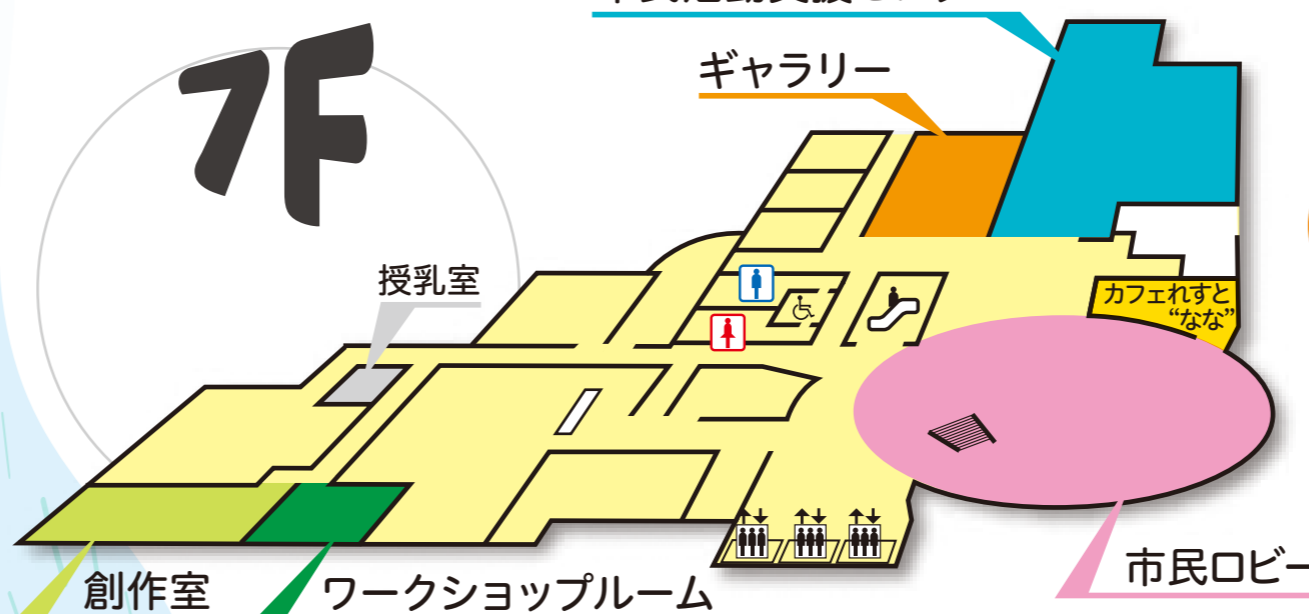 7F
ギャラリー
授乳室
カフェれすと
“なな”
創作室
ワークショップルーム
市民ロビー